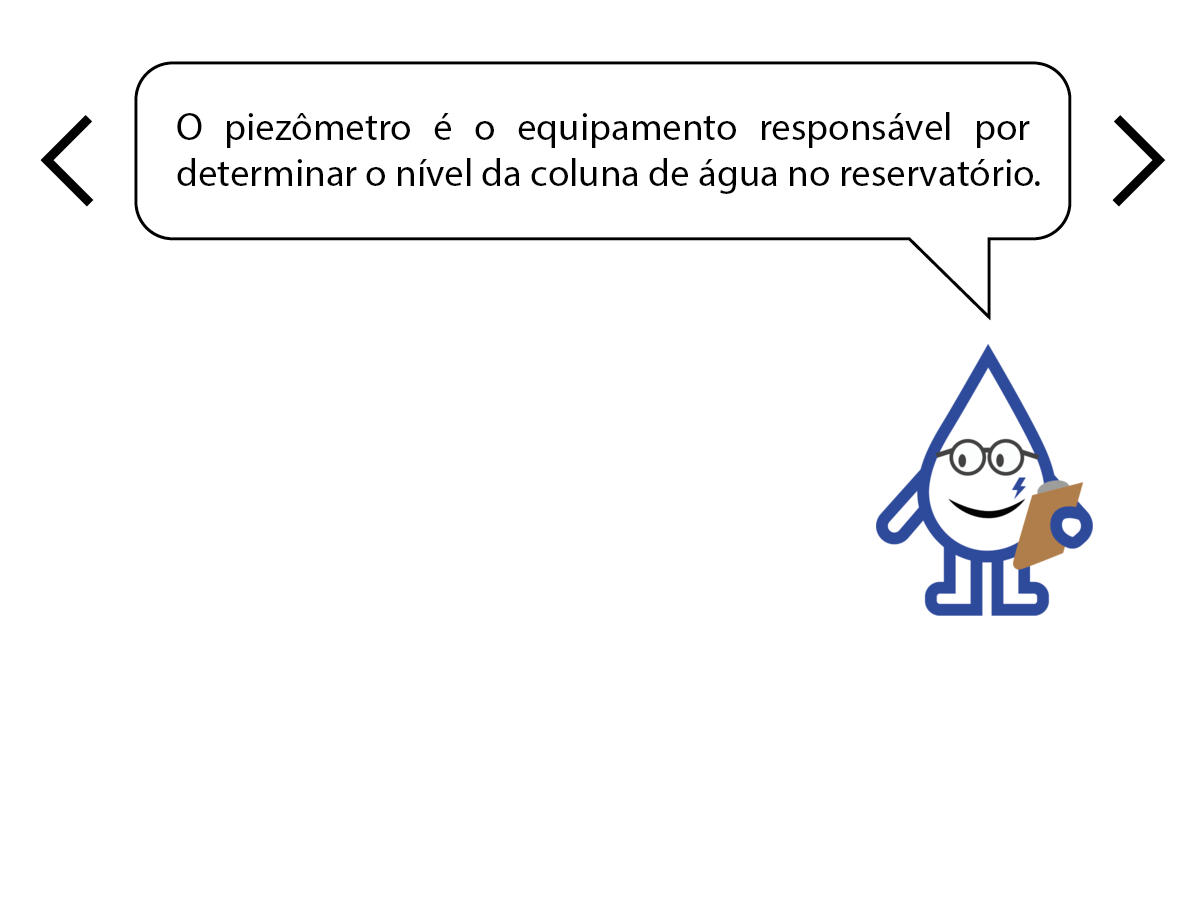 O piezômetro é o equipamento responsável por
determinar o nível da coluna de água no reservatório.